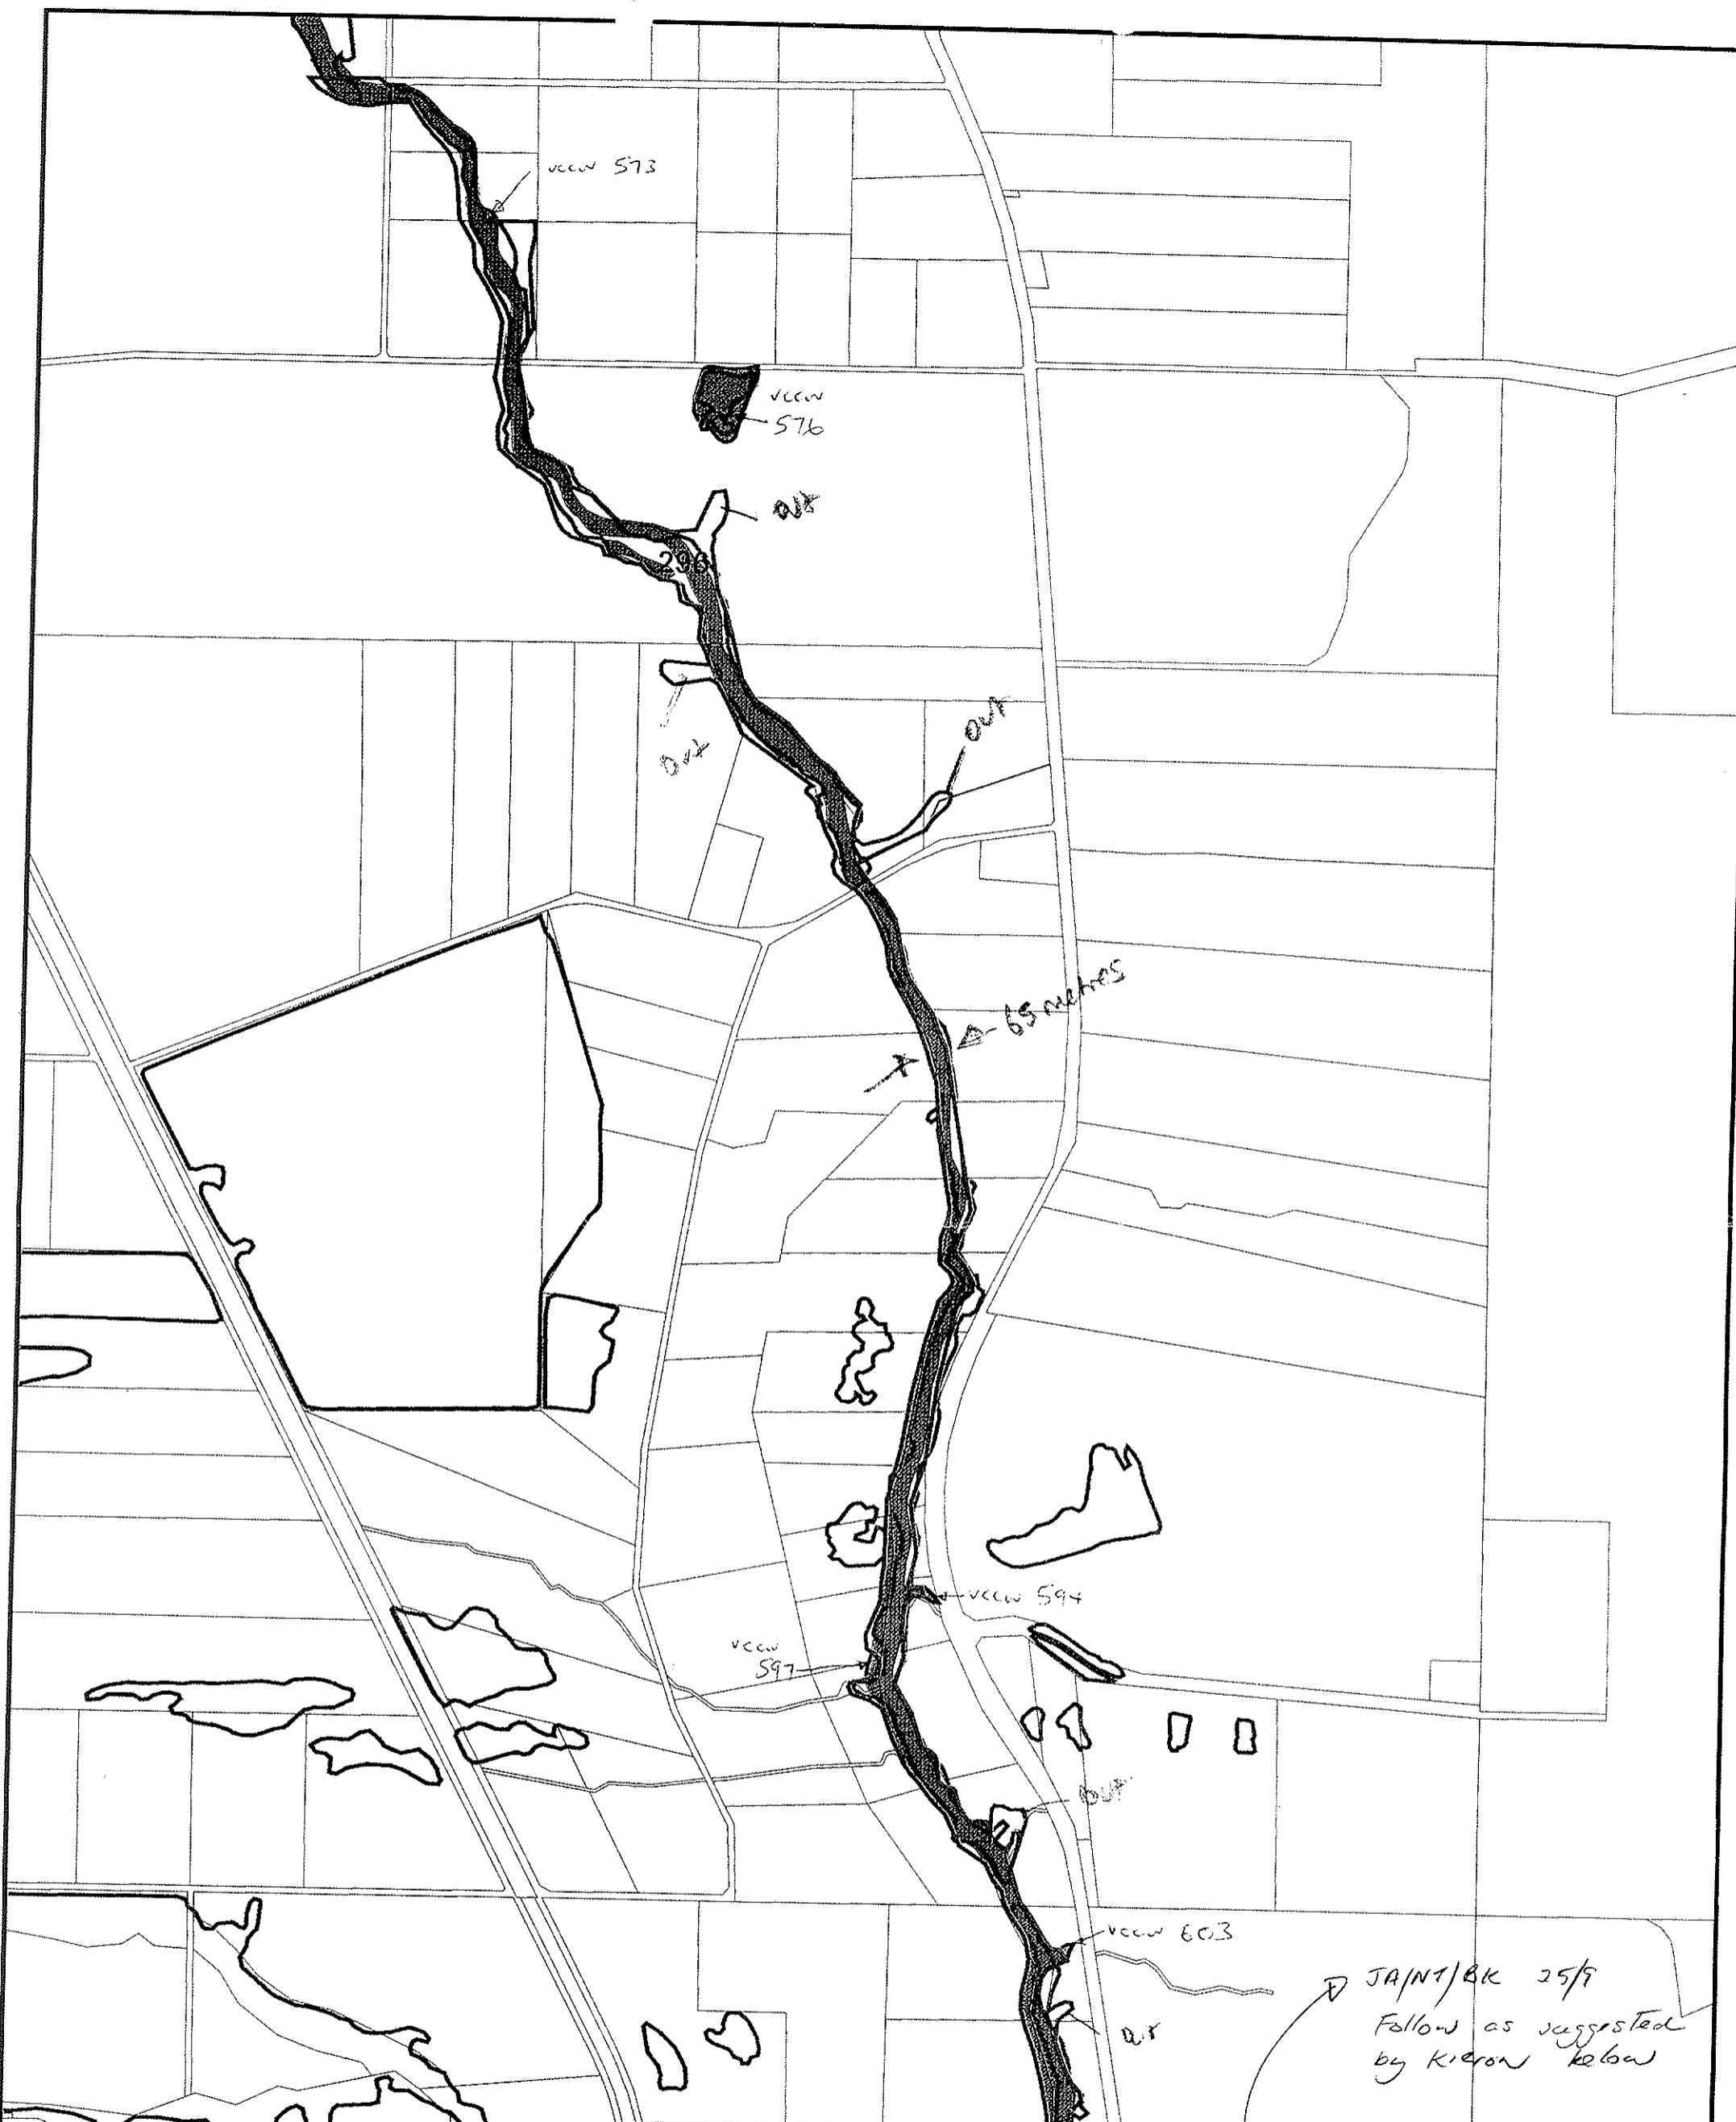 vccw 573
vccw
576
out
296
out
out
65 metres
vccw 594
vccw
597
out
vccw 603
JA/NT/BK 25/9
Follow as suggested
by Kieron below
out